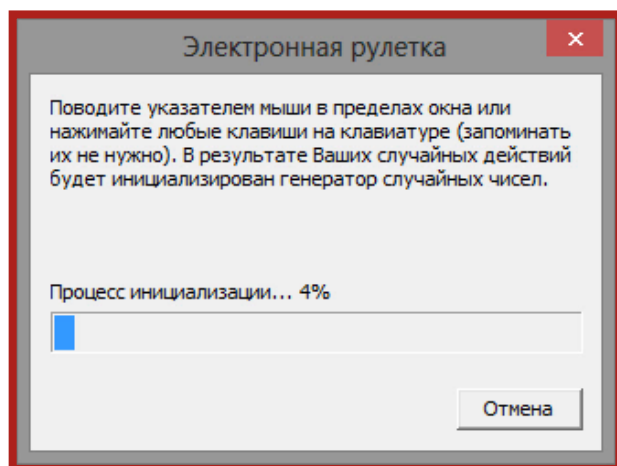 Электронная рулетка
Поводите указателем мыши в пределах окна или
нажимайте любые клавиши на клавиатуре (запоминать
их не нужно). В результате Ваших случайных действий
будет инициализирован генератор случайных чисел.
Процесс инициализации... 4%
Отмена